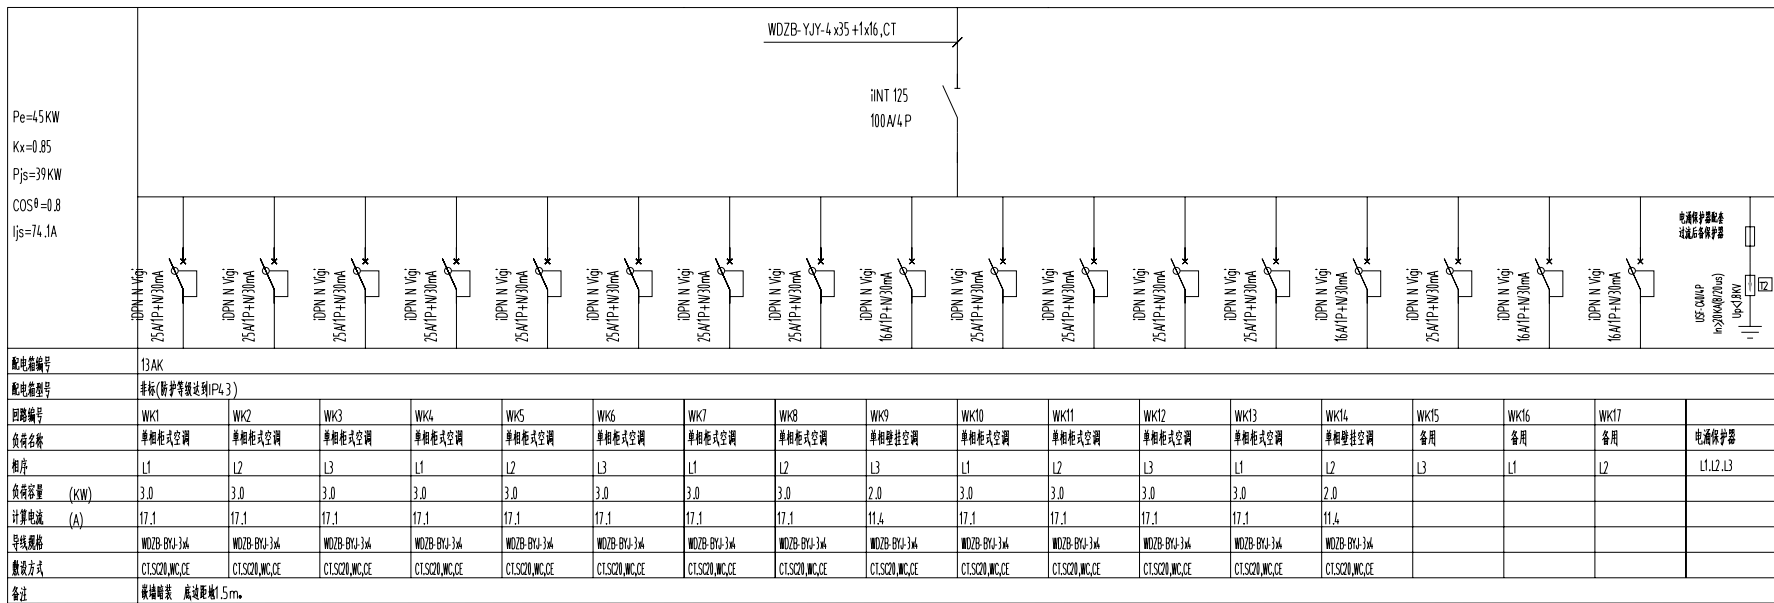 WDZB-YJY-4x35+1x16,CT
iINT 125
100A/4P
Pe=45KW
Kx=0.85
Pjs=39KW
COSθ=0.8
Ijs=74.1A
iDPN N Vigi 25A/1P+N/30mA
iDPN N Vigi 25A/1P+N/30mA
iDPN N Vigi 25A/1P+N/30mA
iDPN N Vigi 25A/1P+N/30mA
iDPN N Vigi 25A/1P+N/30mA
iDPN N Vigi 25A/1P+N/30mA
iDPN N Vigi 25A/1P+N/30mA
iDPN N Vigi 25A/1P+N/30mA
iDPN N Vigi 16A/1P+N/30mA
iDPN N Vigi 25A/1P+N/30mA
iDPN N Vigi 25A/1P+N/30mA
iDPN N Vigi 25A/1P+N/30mA
iDPN N Vigi 25A/1P+N/30mA
iDPN N Vigi 16A/1P+N/30mA
iDPN N Vigi 25A/1P+N/30mA
iDPN N Vigi 16A/1P+N/30mA
iDPN N Vigi 16A/1P+N/30mA
电涌保护器配套
过流后备保护器
T2
In≥20KA(8/20us)
配电箱编号 13AK
配电箱型号 非标(防护等级达到IP43)
回路编号 WK1 WK2 WK3 WK4 WK5 WK6 WK7 WK8 WK9 WK10 WK11 WK12 WK13 WK14 WK15 WK16 WK17
负荷名称 单相柜式空调 单相柜式空调 单相柜式空调 单相柜式空调 单相柜式空调 单相柜式空调 单相柜式空调 单相柜式空调 单相壁挂空调 单相柜式空调 单相柜式空调 单相柜式空调 单相柜式空调 单相壁挂空调 备用 备用 备用 电涌保护器
相序 L1 L2 L3 L1 L2 L3 L1 L2 L3 L1 L2 L3 L1 L2 L3 L1 L2 L1.L2.L3
负荷容量 (KW) 3.0 3.0 3.0 3.0 3.0 3.0 3.0 3.0 2.0 3.0 3.0 3.0 3.0 2.0
计算电流 (A) 17.1 17.1 17.1 17.1 17.1 17.1 17.1 17.1 11.4 17.1 17.1 17.1 17.1 11.4
导线规格 WDZB-BYJ-3x4 WDZB-BYJ-3x4 WDZB-BYJ-3x4 WDZB-BYJ-3x4 WDZB-BYJ-3x4 WDZB-BYJ-3x4 WDZB-BYJ-3x4 WDZB-BYJ-3x4 WDZB-BYJ-3x4 WDZB-BYJ-3x4 WDZB-BYJ-3x4 WDZB-BYJ-3x4 WDZB-BYJ-3x4 WDZB-BYJ-3x4
敷设方式 CT,SC20,WC,CE CT,SC20,WC,CE CT,SC20,WC,CE CT,SC20,WC,CE CT,SC20,WC,CE CT,SC20,WC,CE CT,SC20,WC,CE CT,SC20,WC,CE CT,SC20,WC,CE CT,SC20,WC,CE CT,SC20,WC,CE CT,SC20,WC,CE CT,SC20,WC,CE CT,SC20,WC,CE
备注 嵌墙暗装 底边距地1.5m。